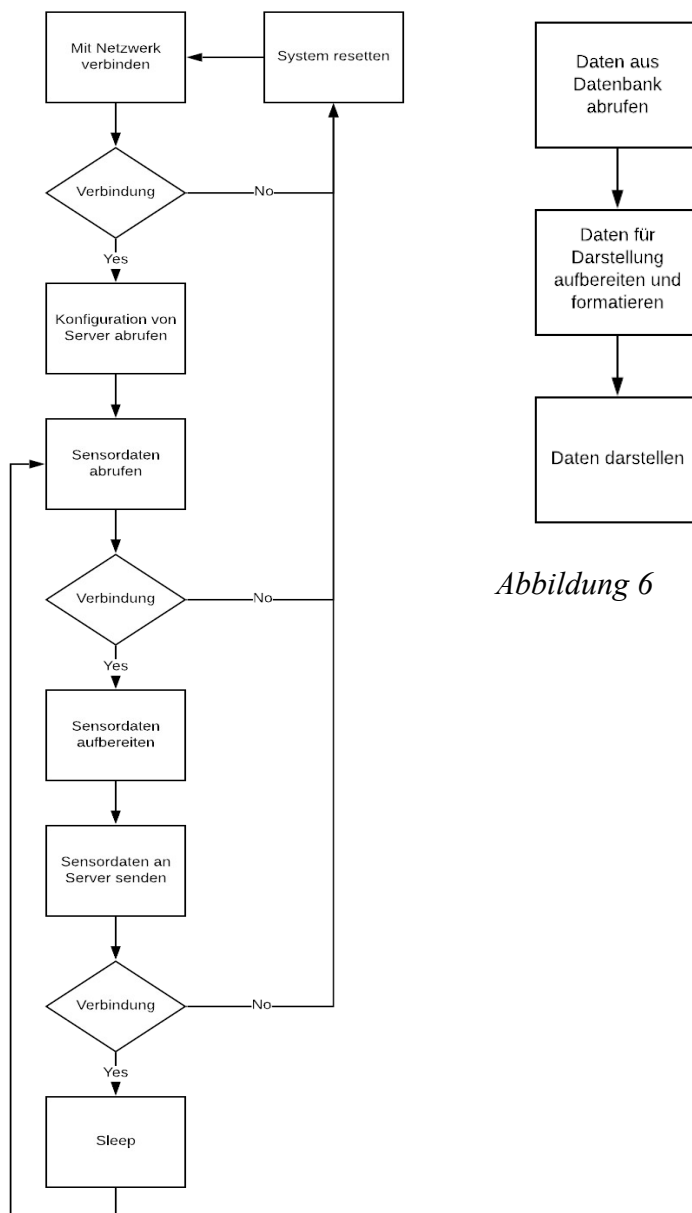 Mit Netzwerk
verbinden
System resetten
Verbindung
No
Yes
Konfiguration von
Server abrufen
Sensordaten
abrufen
Verbindung
No
Yes
Sensordaten
aufbereiten
Sensordaten an
Server senden
Verbindung
No
Yes
Sleep
Daten aus
Datenbank
abrufen
Daten für
Darstellung
aufbereiten und
formatieren
Daten darstellen
Abbildung 6